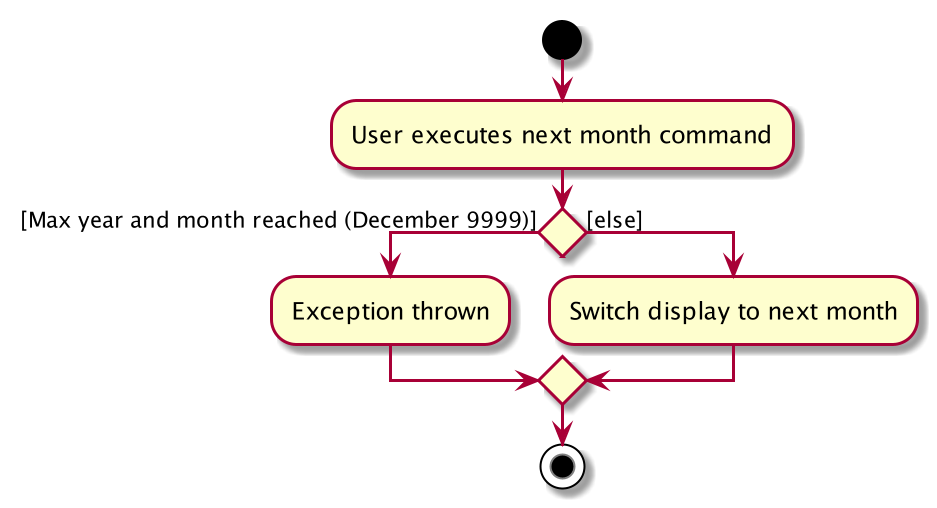 User executes next month command
[Max year and month reached (December 9999)]
[else]
Exception thrown
Switch display to next month